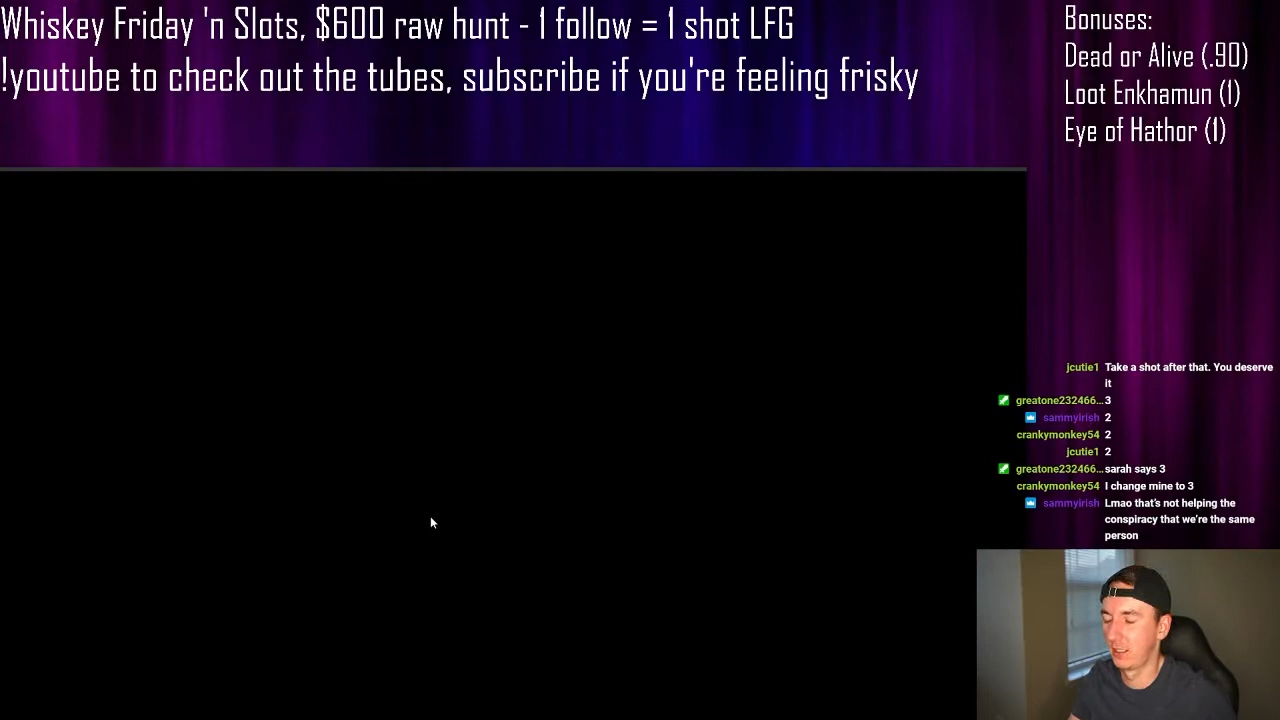 Whiskey Friday 'n Slots, $600 raw hunt - 1 follow = 1 shot LFG
!youtube to check out the tubes, subscribe if you're feeling frisky
Bonuses:
Dead or Alive (.90)
Loot Enkhamun (1)
Eye of Hathor (1)
jcutie1 Take a shot after that. You deserve
it
greatone232466... 3
sammyirish 2
crankymonkey54 2
jcutie1 2
greatone232466... sarah says 3
crankymonkey54 I change mine to 3
sammyirish Lmao that's not helping the
conspiracy that we're the same
person